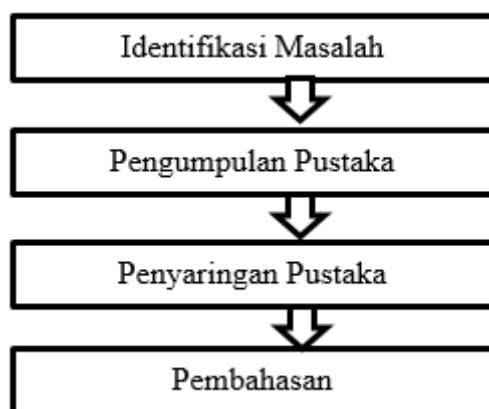 Identifikasi Masalah
Pengumpulan Pustaka
Penyaringan Pustaka
Pembahasan